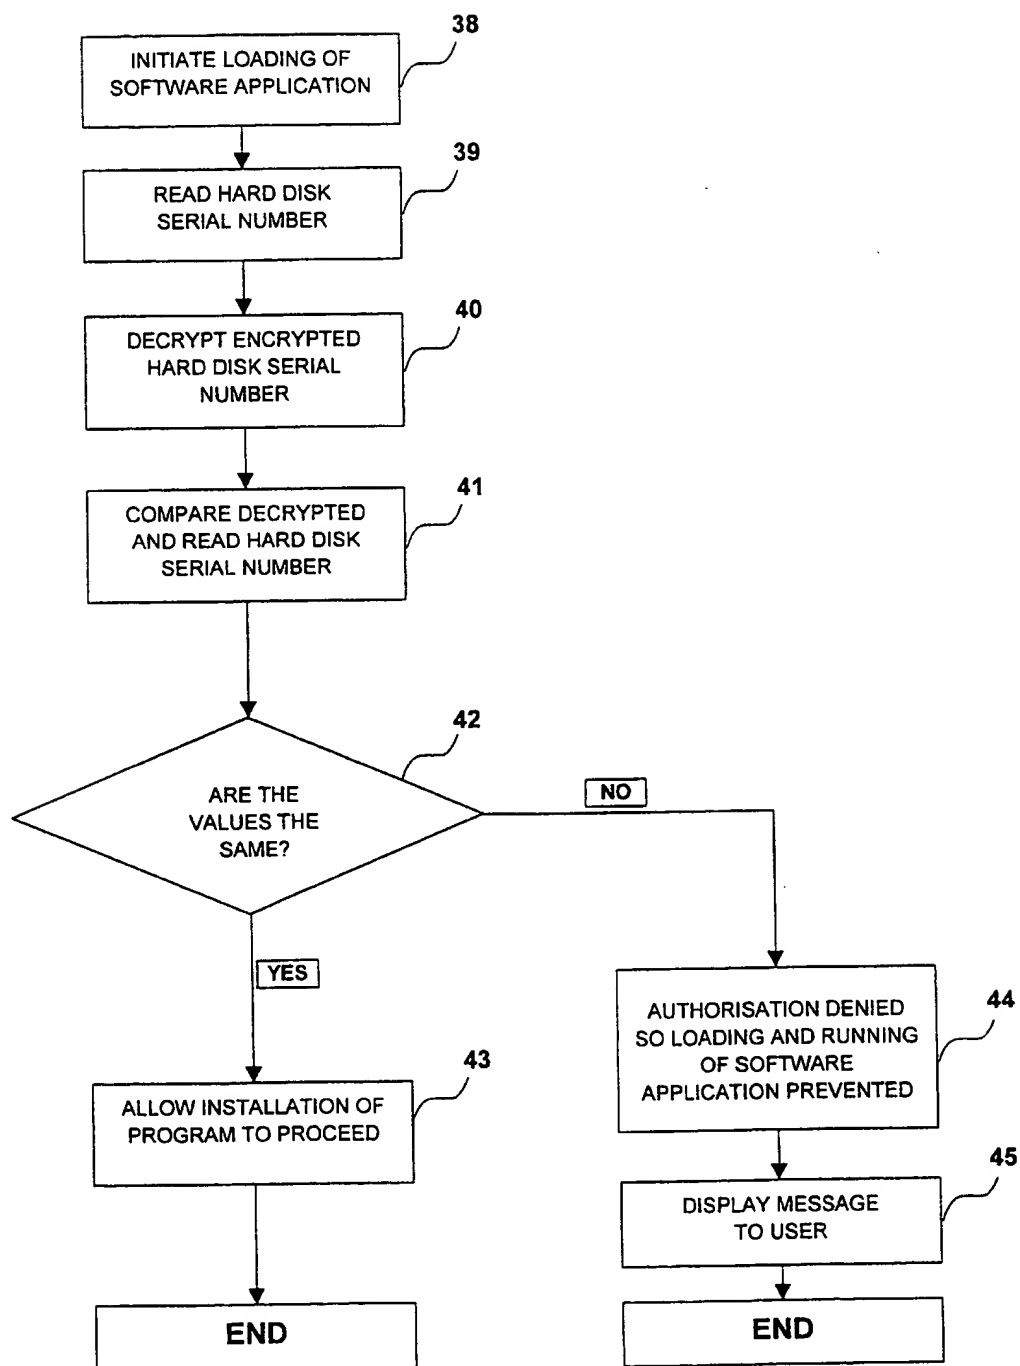 38
INITIATE LOADING OF
SOFTWARE APPLICATION
39
READ HARD DISK
SERIAL NUMBER
40
DECRYPT ENCRYPTED
HARD DISK SERIAL
NUMBER
41
COMPARE DECRYPTED
AND READ HARD DISK
SERIAL NUMBER
42
ARE THE
VALUES THE
SAME?
NO
YES
44
AUTHORISATION DENIED
SO LOADING AND RUNNING
OF SOFTWARE
APPLICATION PREVENTED
43
ALLOW INSTALLATION OF
PROGRAM TO PROCEED
45
DISPLAY MESSAGE
TO USER
END
END